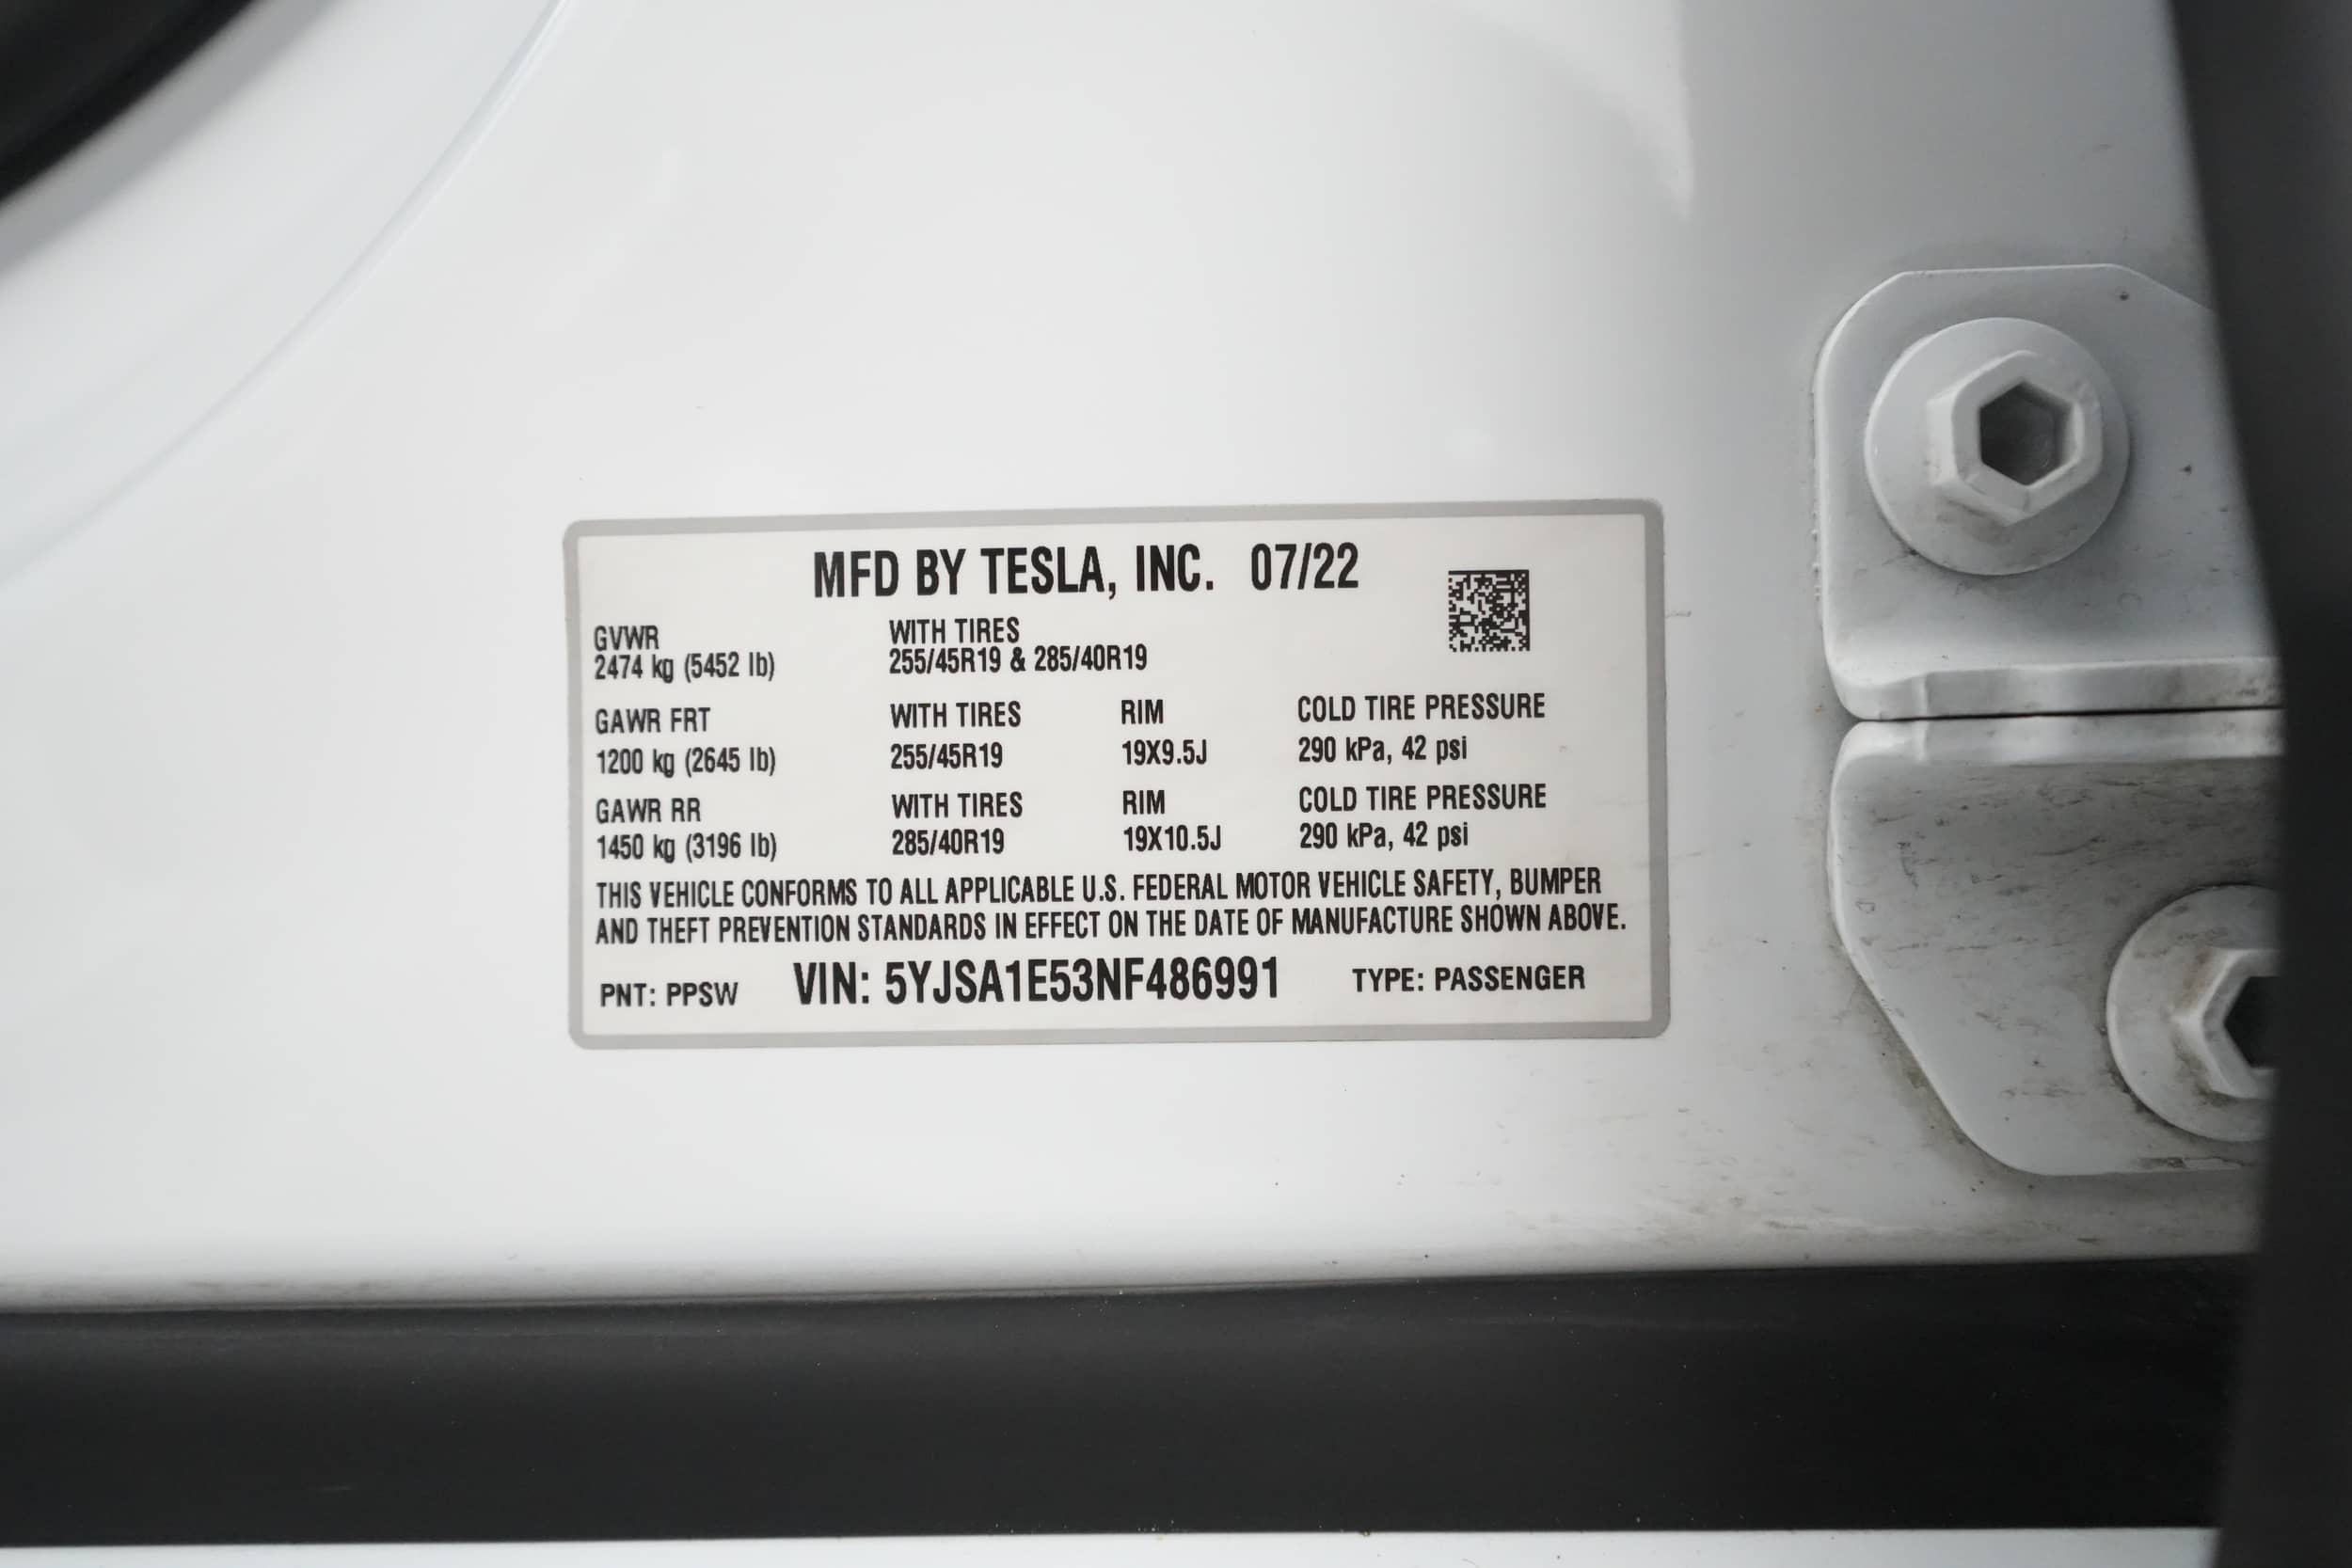 MFD BY TESLA, INC. 07/22
GVWR WITH TIRES
2474 kg (5452 lb) 255/45R19 & 285/40R19
GAWR FRT WITH TIRES RIM COLD TIRE PRESSURE
1200 kg (2645 lb) 255/45R19 19X9.5J 290 kPa, 42 psi
GAWR RR WITH TIRES RIM COLD TIRE PRESSURE
1450 kg (3196 lb) 285/40R19 19X10.5J 290 kPa, 42 psi
THIS VEHICLE CONFORMS TO ALL APPLICABLE U.S. FEDERAL MOTOR VEHICLE SAFETY, BUMPER
AND THEFT PREVENTION STANDARDS IN EFFECT ON THE DATE OF MANUFACTURE SHOWN ABOVE.
PNT: PPSW VIN: 5YJSA1E53NF486991 TYPE: PASSENGER